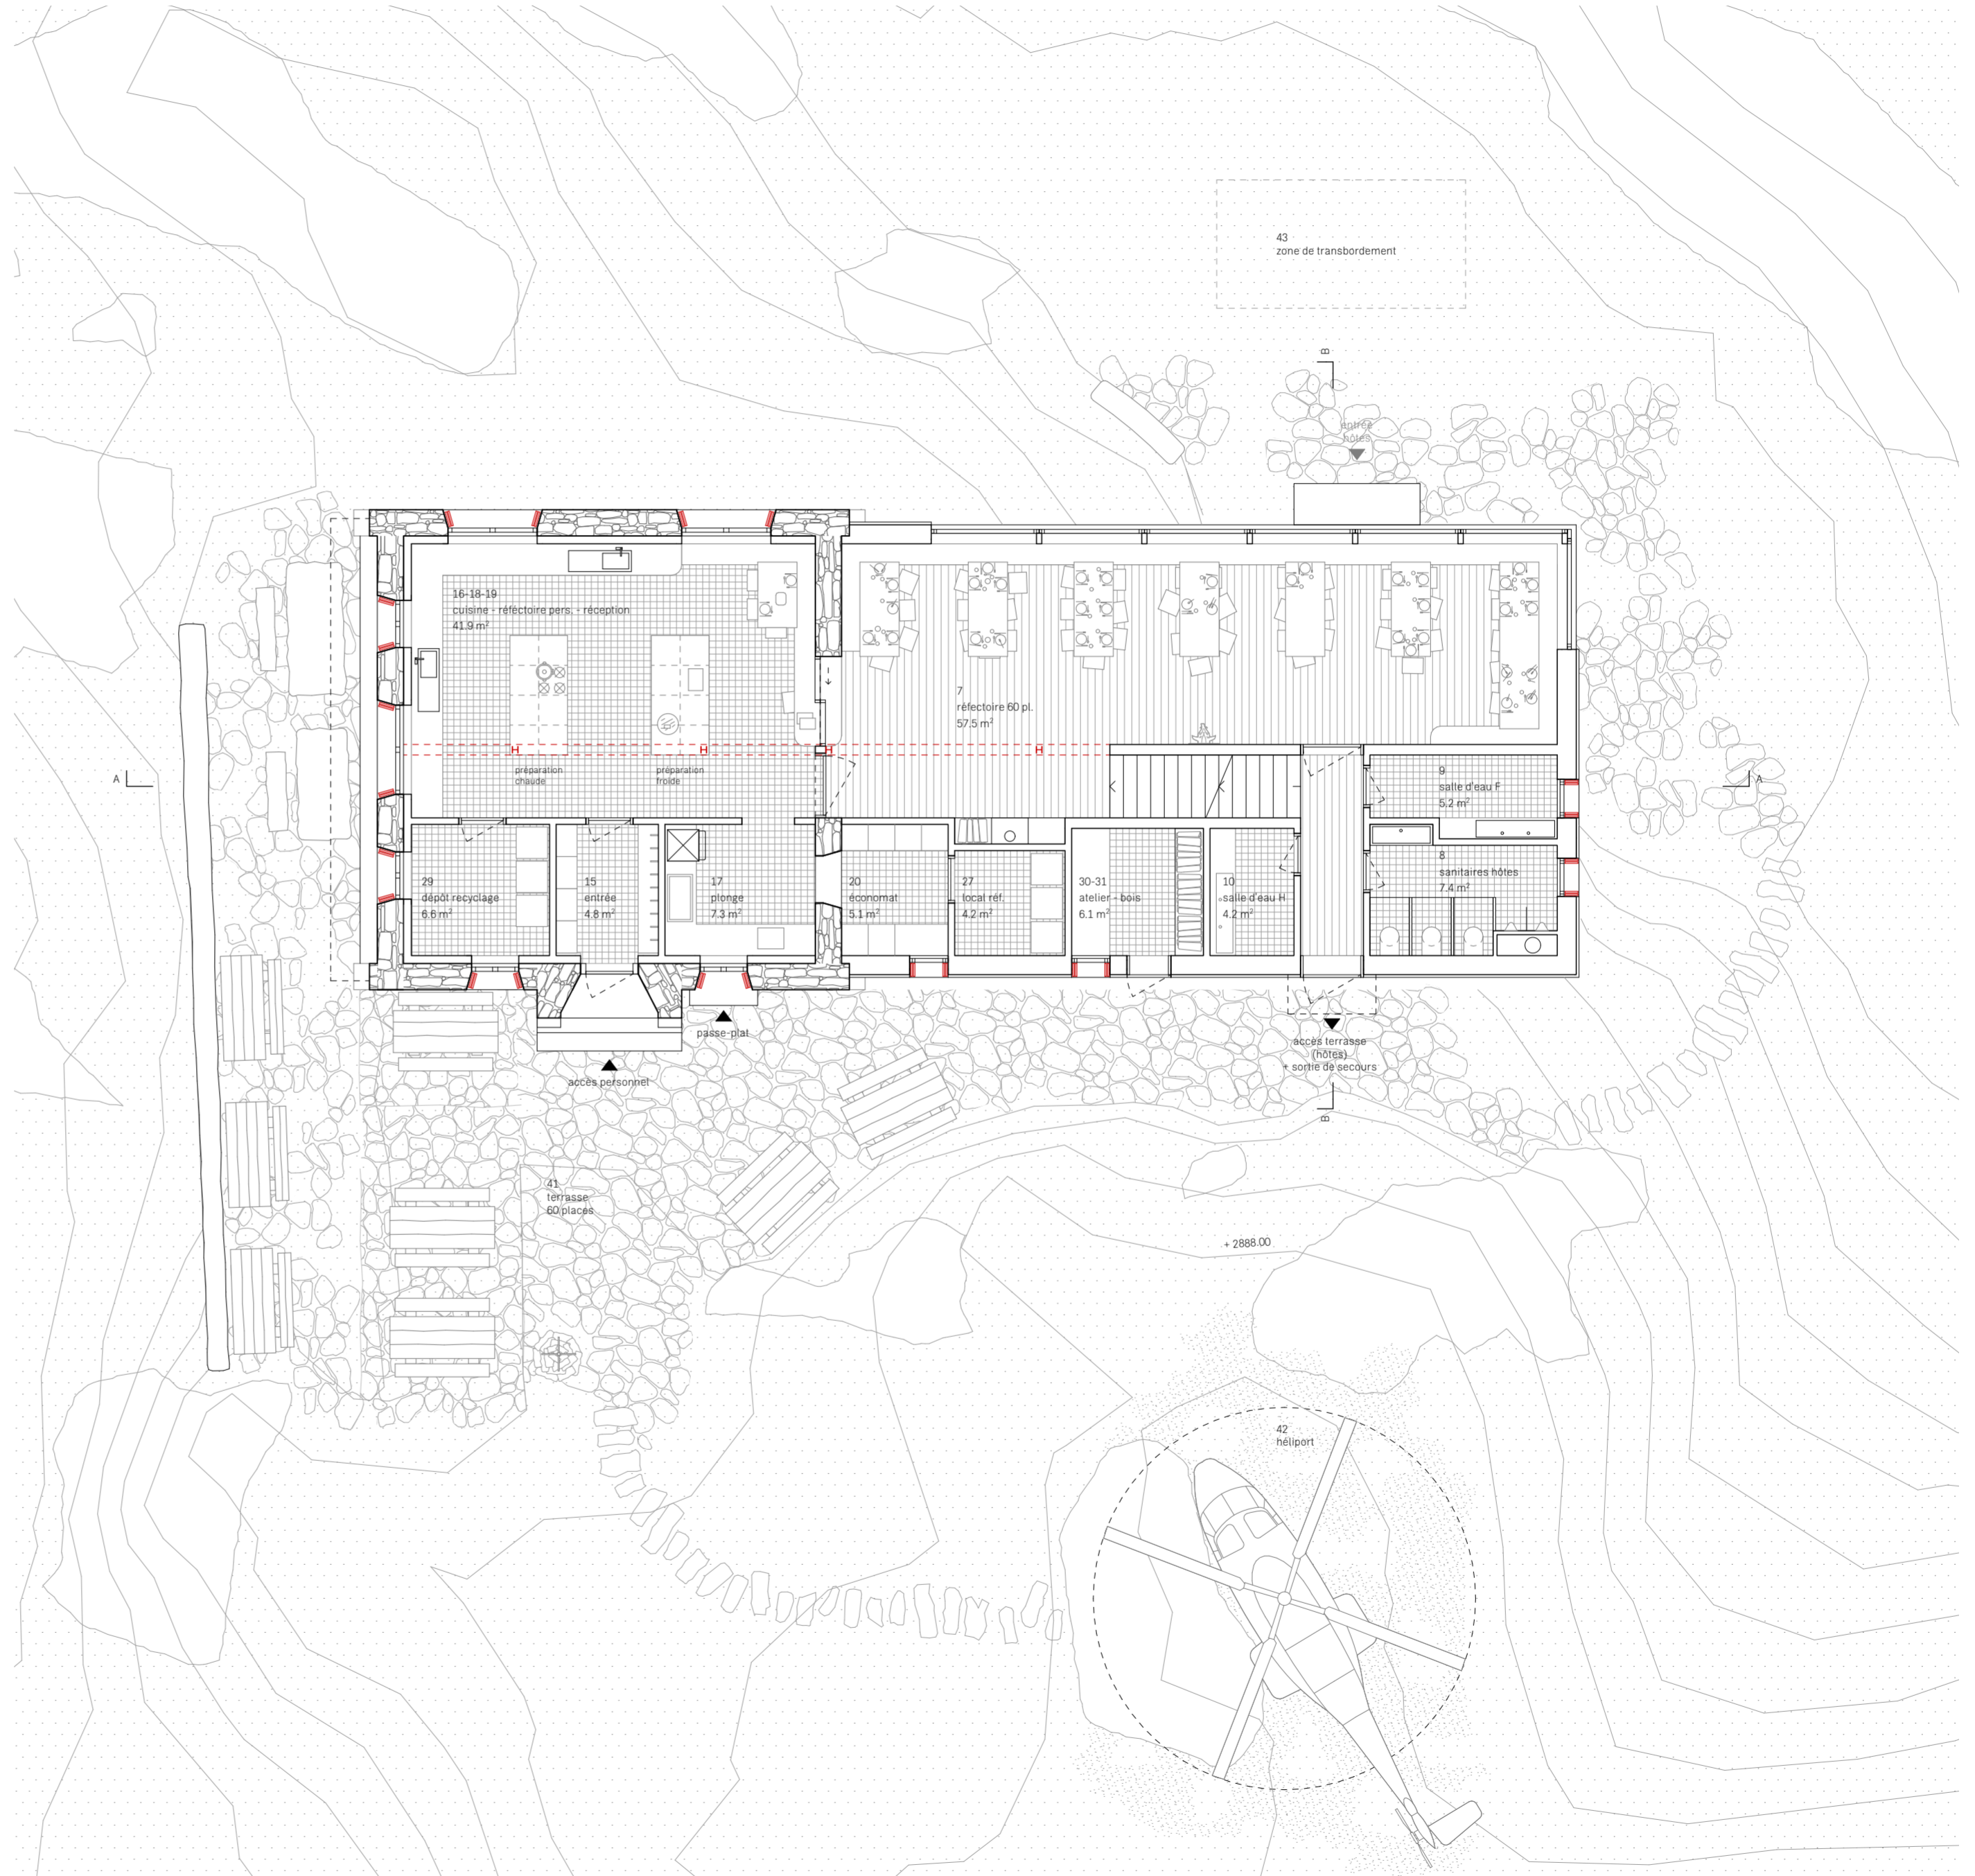 43
zone de transbordement
B
entrée
hôtes
16-18-19
cuisine - réféctoire pers. - réception
41.9 m²
7
réfectoire 60 pl.
57.5 m²
préparation
chaude
préparation
froide
A
A
9
salle d'eau F
5.2 m²
8
sanitaires hôtes
7.4 m²
29
dépôt recyclage
6.6 m²
15
entrée
4.8 m²
17
plonge
7.3 m²
20
économat
5.1 m²
27
local réf.
4.2 m²
30-31
atelier - bois
6.1 m²
10
salle d'eau H
4.2 m²
passe-plat
accès personnel
accès terrasse
(hôtes)
+ sortie de secours
B
41
terrasse
60 places
+ 2888.00
42
héliport